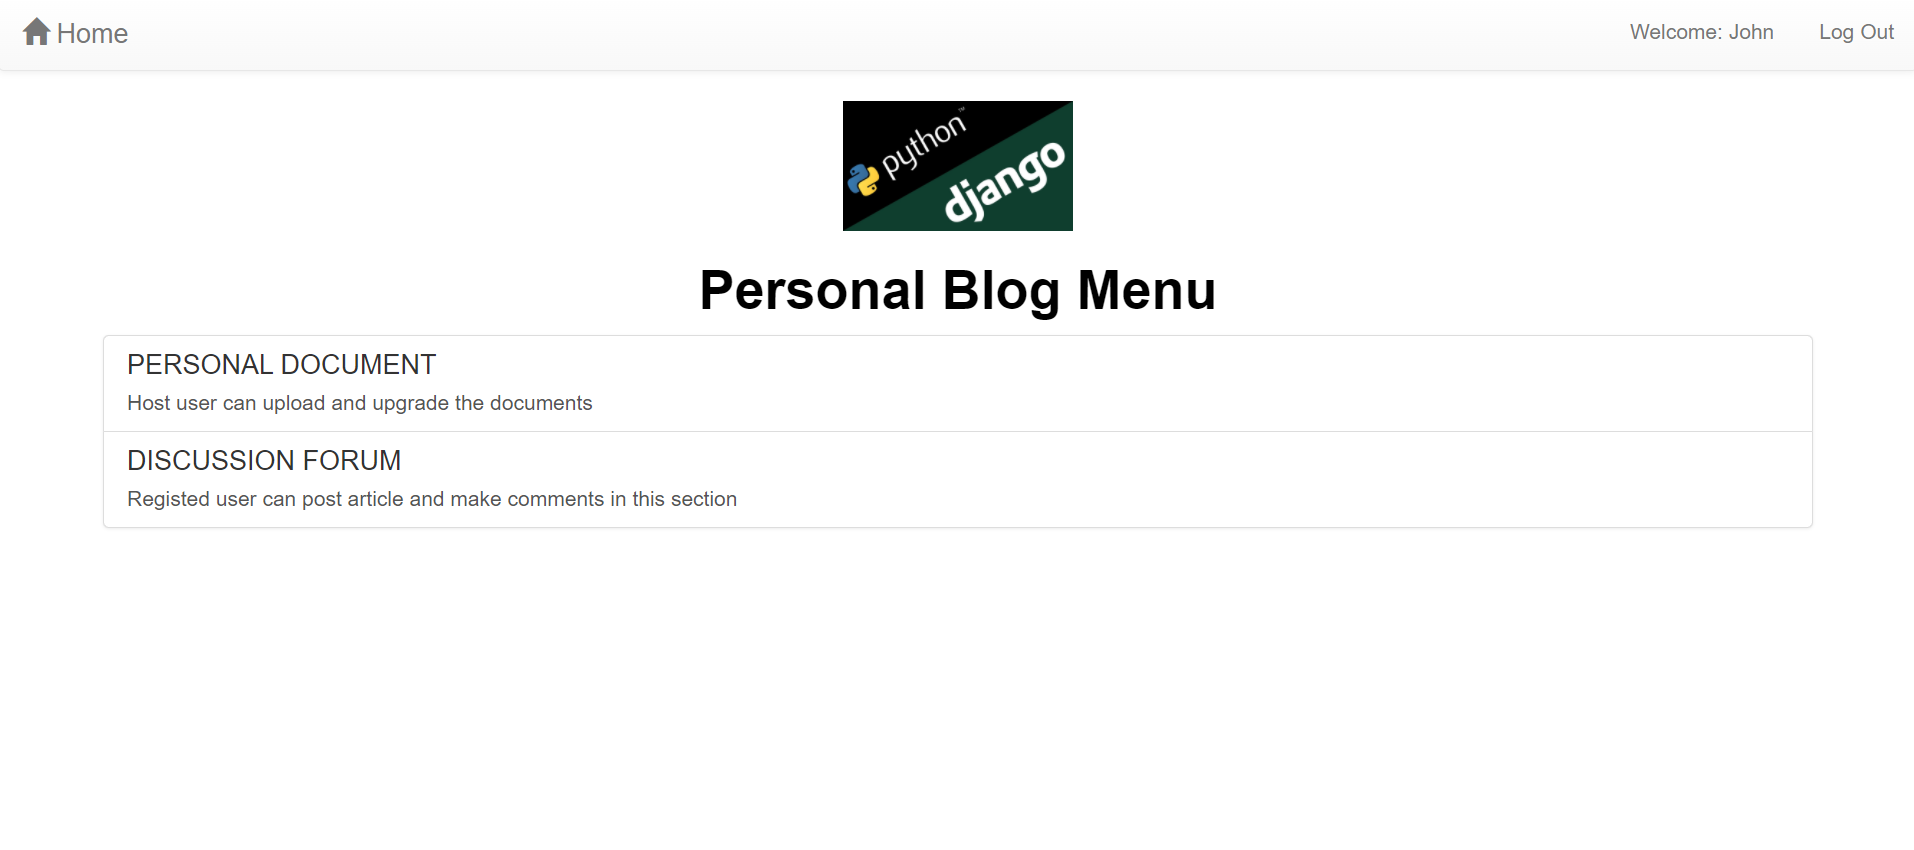 Home
Welcome: John
Log Out
python™
django
Personal Blog Menu
PERSONAL DOCUMENT
Host user can upload and upgrade the documents
DISCUSSION FORUM
Registed user can post article and make comments in this section